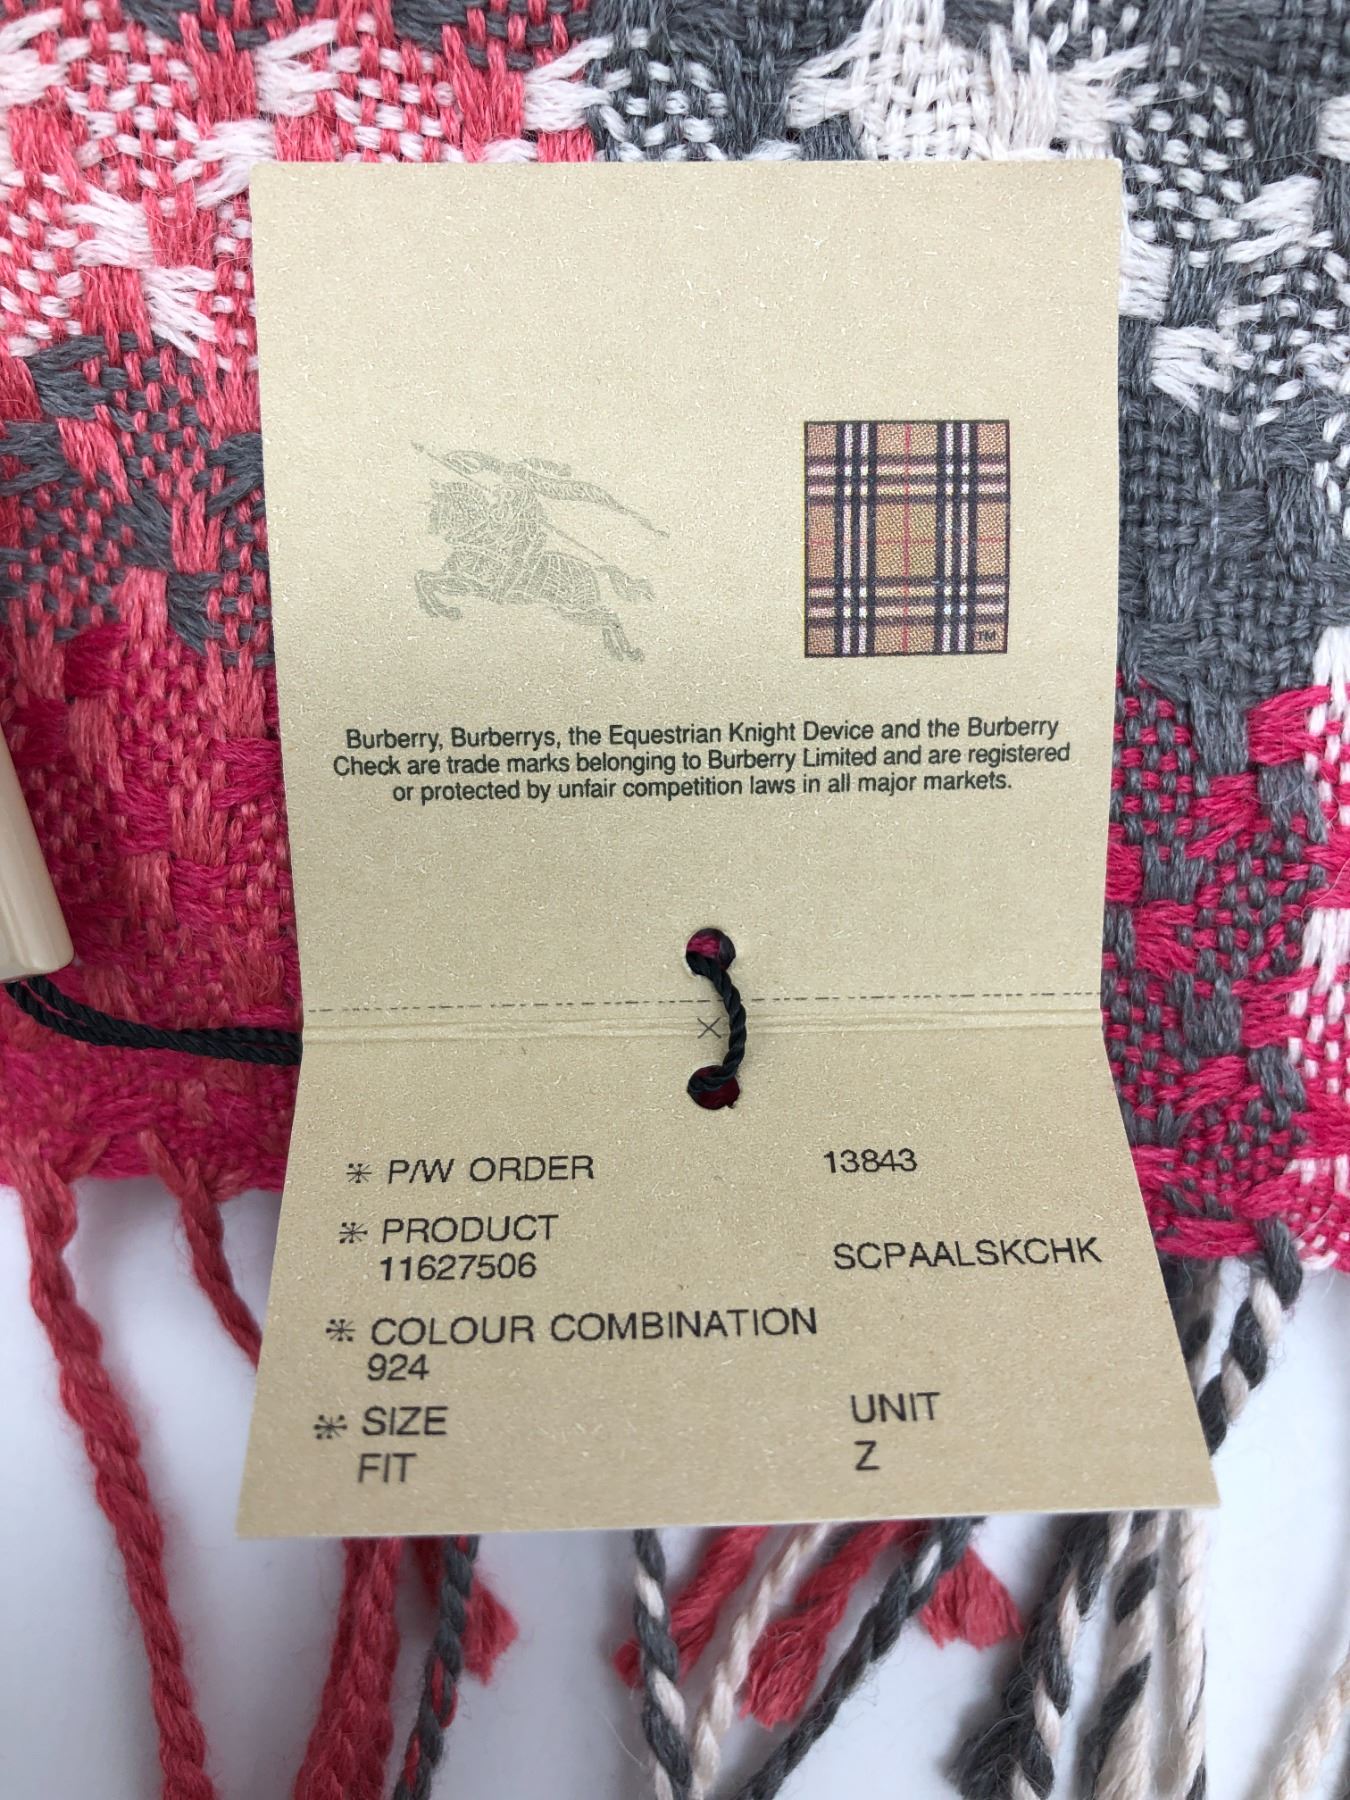 TM
Burberry, Burberrys, the Equestrian Knight Device and the Burberry
Check are trade marks belonging to Burberry Limited and are registered
or protected by unfair competition laws in all major markets.
* P/W ORDER 13843
* PRODUCT
11627506 SCPAALSKCHK
* COLOUR COMBINATION
924
* SIZE UNIT
FIT Z